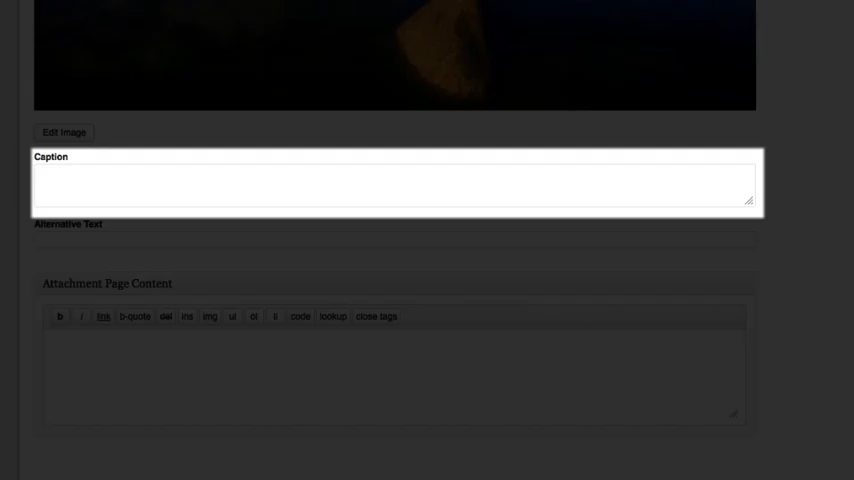 Edit Image
Caption
Alternative Text
Attachment Page Content
b i link b-quote del ins img ul ol li code lookup close tags